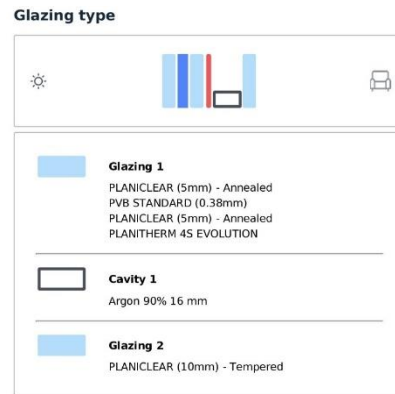 Glazing type
Glazing 1
PLANICLEAR (5mm) - Annealed
PVB STANDARD (0.38mm)
PLANICLEAR (5mm) - Annealed
PLANITHERM 4S EVOLUTION
Cavity 1
Argon 90% 16 mm
Glazing 2
PLANICLEAR (10mm) - Tempered